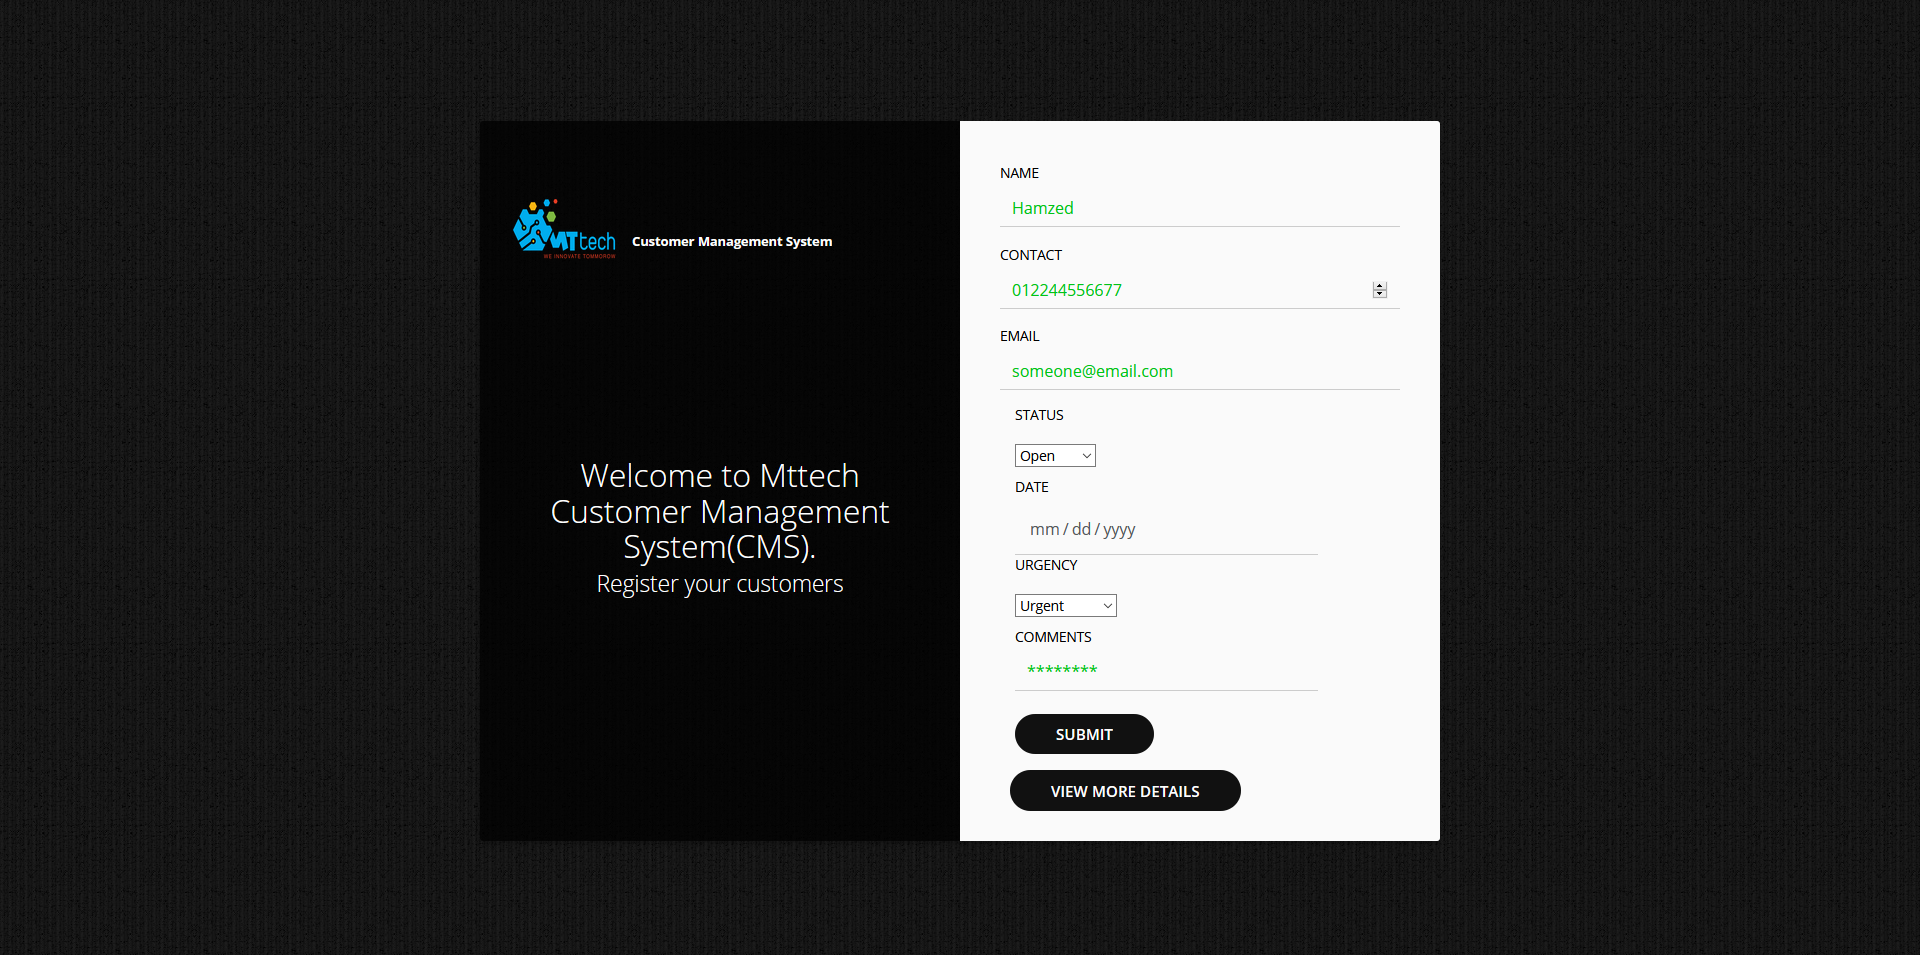 MTtech
WE INNOVATE TOMMOROW
Customer Management System
Welcome to Mttech
Customer Management
System(CMS).
Register your customers
NAME
Hamzed
CONTACT
012244556677
EMAIL
someone@email.com
STATUS
Open
DATE
mm / dd / yyyy
URGENCY
Urgent
COMMENTS
********
SUBMIT
VIEW MORE DETAILS